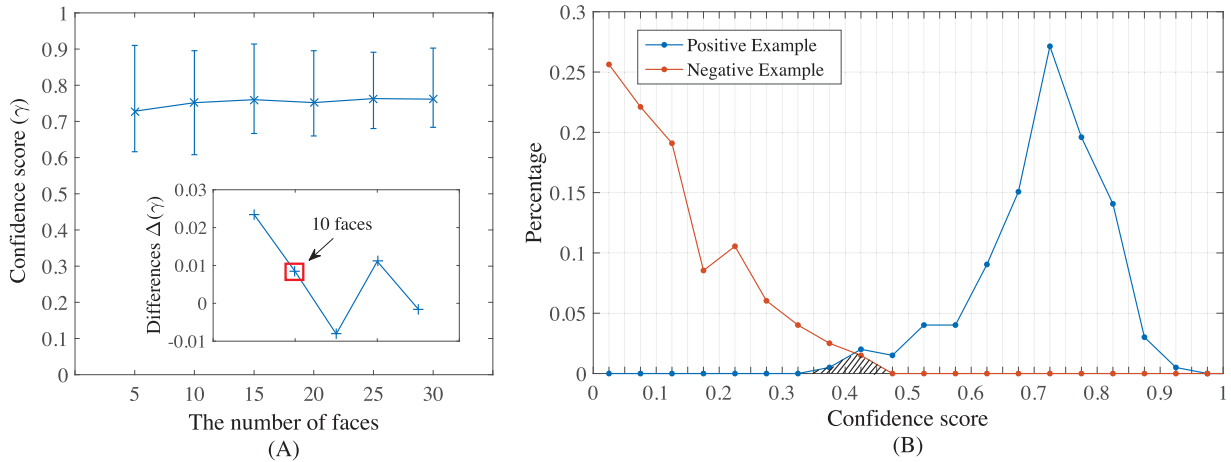 1
0.9
0.8
0.7
0.6
0.5
0.4
0.3
0.2
0.1
0
Confidence score (γ)
5 10 15 20 25 30
The number of faces
(A)
0.03
0.02
0.01
0
-0.01
Differences Δ(γ)
10 faces
0.3
0.25
0.2
0.15
0.1
0.05
0
Percentage
Positive Example
Negative Example
0 0.1 0.2 0.3 0.4 0.5 0.6 0.7 0.8 0.9 1
Confidence score
(B)